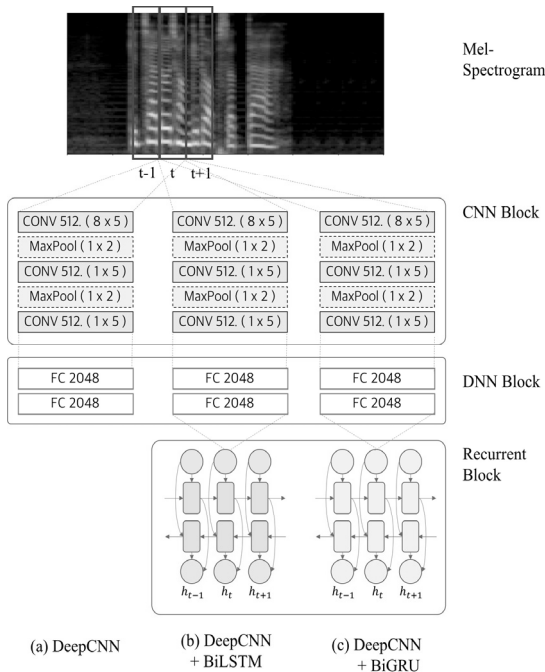 Mel-
Spectrogram
t-1 t t+1
CNN Block
CONV 512. ( 8 x 5 ) CONV 512. ( 8 x 5 ) CONV 512. ( 8 x 5 )
MaxPool ( 1 x 2 ) MaxPool ( 1 x 2 ) MaxPool ( 1 x 2 )
CONV 512. ( 1 x 5 ) CONV 512. ( 1 x 5 ) CONV 512. ( 1 x 5 )
MaxPool ( 1 x 2 ) MaxPool ( 1 x 2 ) MaxPool ( 1 x 2 )
CONV 512. ( 1 x 5 ) CONV 512. ( 1 x 5 ) CONV 512. ( 1 x 5 )
DNN Block
FC 2048 FC 2048 FC 2048
FC 2048 FC 2048 FC 2048
Recurrent
Block
h_{t-1} h_t h_{t+1} h_{t-1} h_t h_{t+1}
(a) DeepCNN (b) DeepCNN (c) DeepCNN
+ BiLSTM + BiGRU